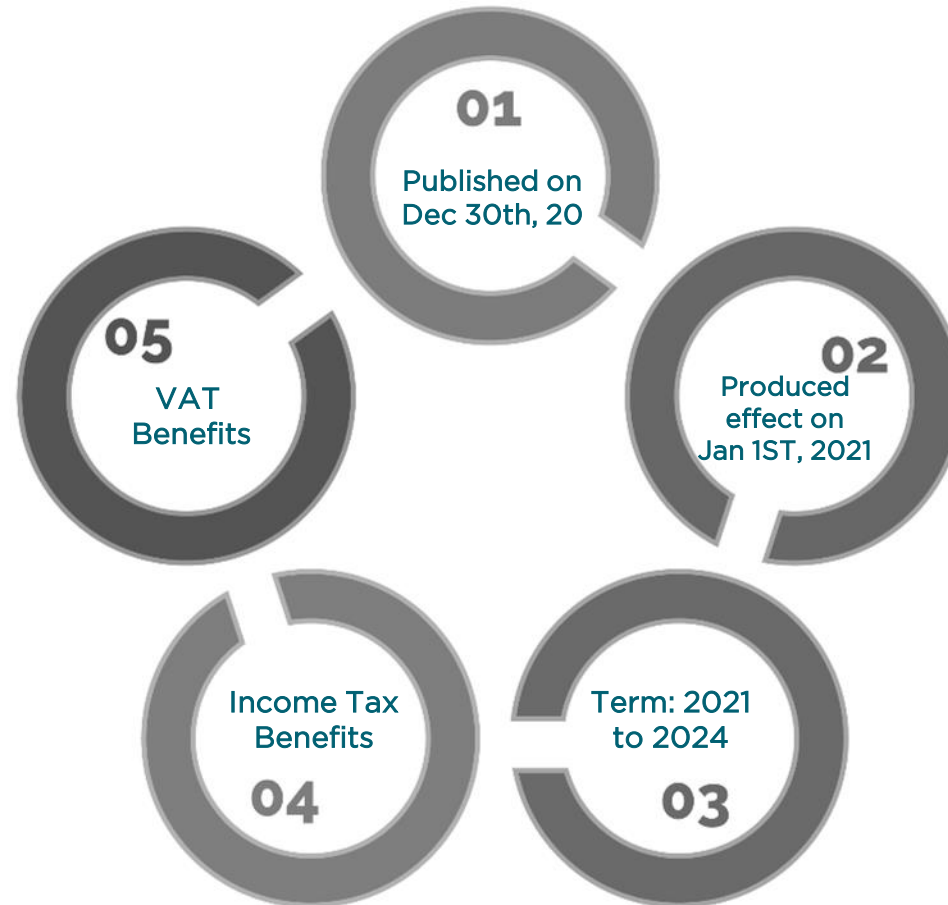 01
Published on
Dec 30th, 20
02
Produced
effect on
Jan 1ST, 2021
Term: 2021
to 2024
03
Income Tax
Benefits
04
05
VAT
Benefits